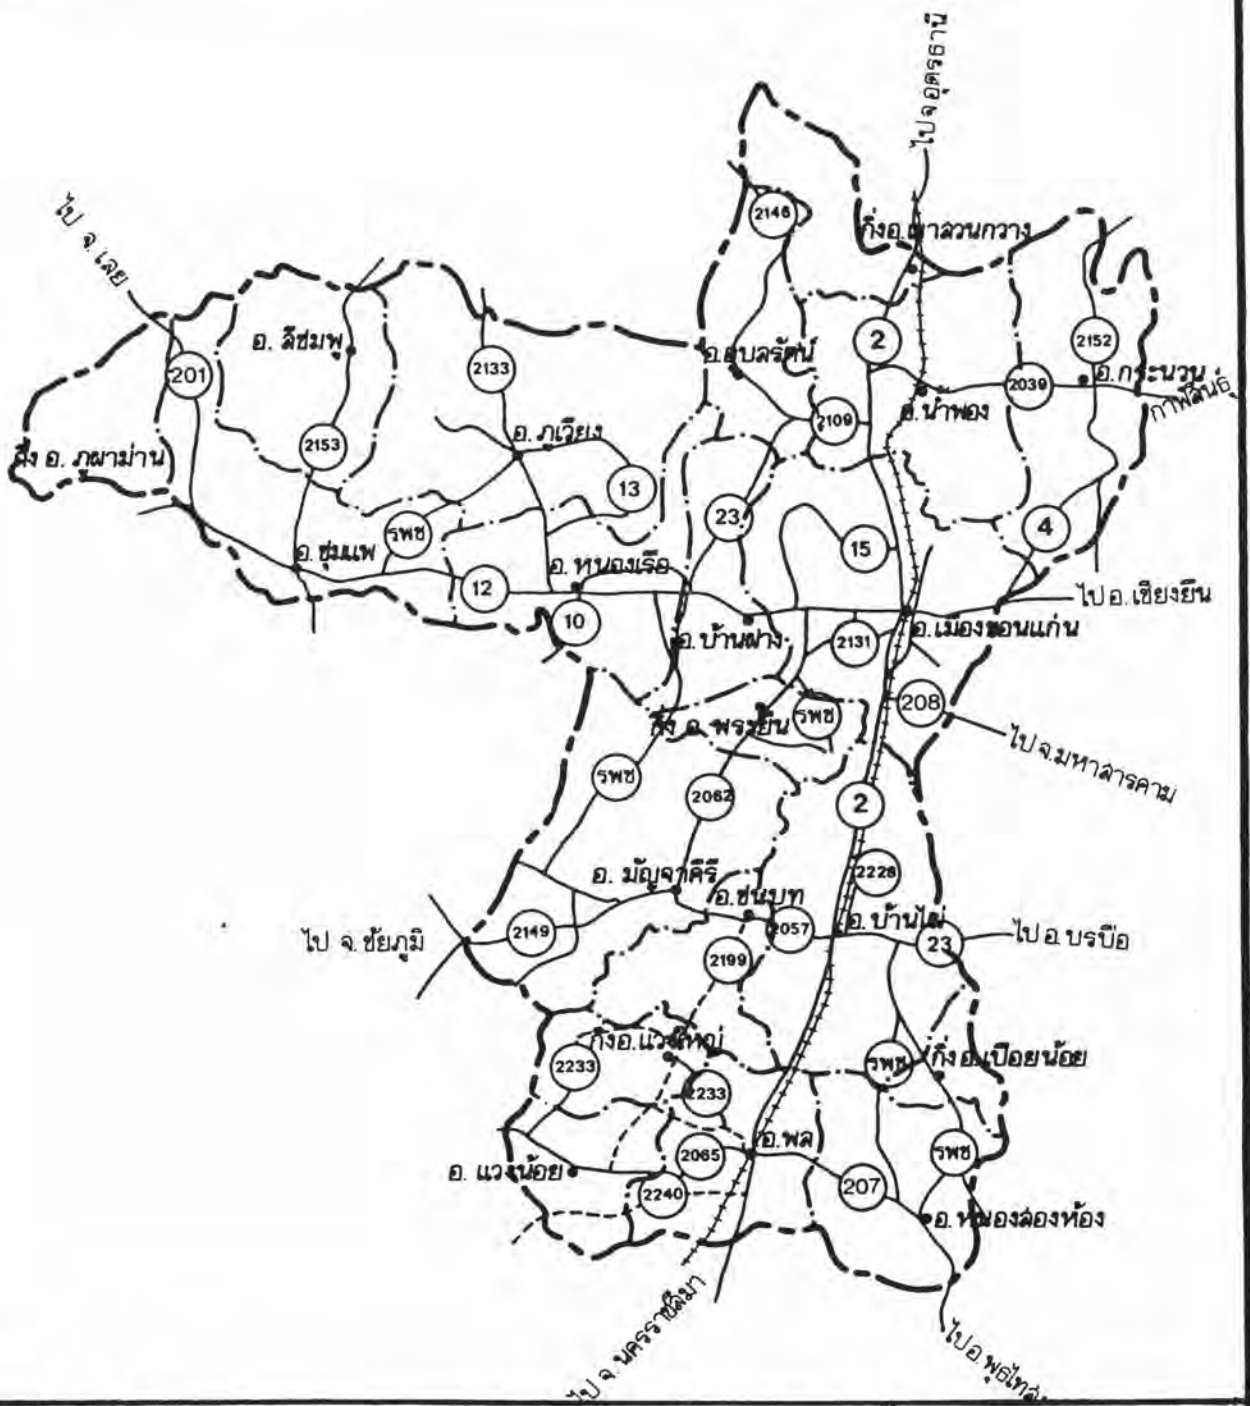 ไป จ.อุดรธานี
ไป จ. เลย
2146
กิ่งอ.เขาสวนกวาง
2
2152
อ. สีชมพู
2133
อ.อุบลรัตน์
201
2039
อ.กระนวน
กาฬสินธุ์
อ.น้ำพอง
2109
2153
อ.ภูเวียง
กิ่ง อ. ภูผาม่าน
13
23
4
รพช
15
อ.ชุมแพ
อ. หนองเรือ
12
ไป อ.เชียงยืน
10
อ.บ้านฝาง
2131
อ.เมืองขอนแก่น
208
กิ่ง อ. พระยืน
รพช
ไป จ.มหาสารคาม
รพช
2062
2
2228
อ. มัญจาคีรี
อ.ชนบท
อ.บ้านไผ่
2149
2057
23
ไป อ.บรบือ
ไป จ. ชัยภูมิ
2199
กิ่งอ.แวงใหญ่
2233
รพช
กิ่ง อ.เปือยน้อย
2233
อ.พล
2065
รพช
อ. แวงน้อย
2240
207
อ.หนองสองห้อง
ไป จ.นครราชสีมา
ไป อ.พุธไทสง